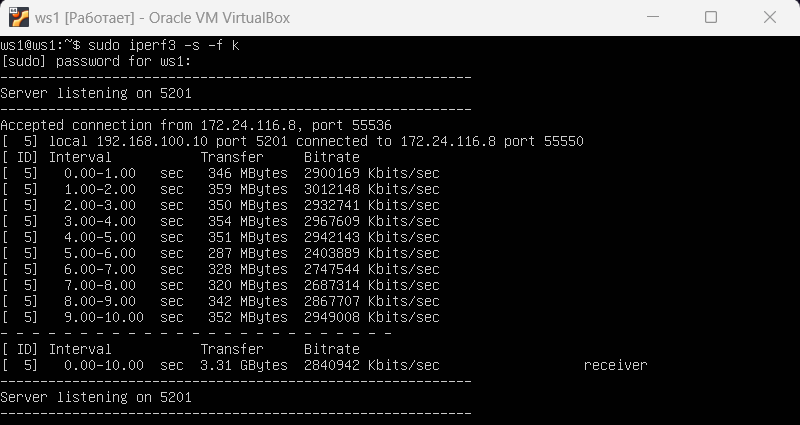 ws1 [Работает] - Oracle VM VirtualBox
ws1@ws1:~$ sudo iperf3 -s -f k
[sudo] password for ws1:
-----------------------------------------------------------
Server listening on 5201
-----------------------------------------------------------
Accepted connection from 172.24.116.8, port 55536
[  5] local 192.168.100.10 port 5201 connected to 172.24.116.8 port 55550
[ ID] Interval           Transfer     Bitrate
[  5]   0.00-1.00   sec   346 MBytes  2900169 Kbits/sec
[  5]   1.00-2.00   sec   359 MBytes  3012148 Kbits/sec
[  5]   2.00-3.00   sec   350 MBytes  2932741 Kbits/sec
[  5]   3.00-4.00   sec   354 MBytes  2967609 Kbits/sec
[  5]   4.00-5.00   sec   351 MBytes  2942143 Kbits/sec
[  5]   5.00-6.00   sec   287 MBytes  2403889 Kbits/sec
[  5]   6.00-7.00   sec   328 MBytes  2747544 Kbits/sec
[  5]   7.00-8.00   sec   320 MBytes  2687314 Kbits/sec
[  5]   8.00-9.00   sec   342 MBytes  2867707 Kbits/sec
[  5]   9.00-10.00  sec   352 MBytes  2949008 Kbits/sec
- - - - - - - - - - - - - - - - - - - - - - - - -
[ ID] Interval           Transfer     Bitrate
[  5]   0.00-10.00  sec  3.31 GBytes  2840942 Kbits/sec                  receiver
-----------------------------------------------------------
Server listening on 5201
-----------------------------------------------------------